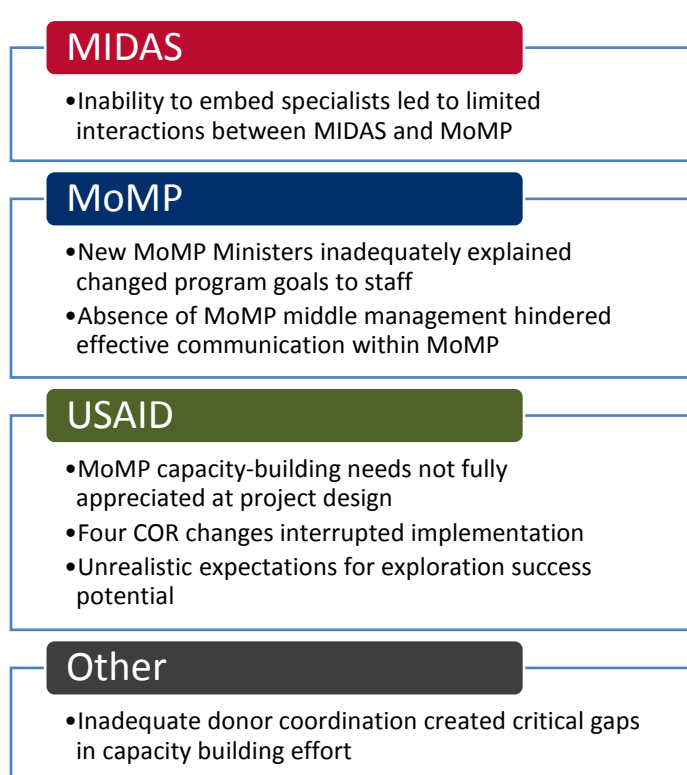 MIDAS
•Inability to embed specialists led to limited
interactions between MIDAS and MoMP
MoMP
•New MoMP Ministers inadequately explained
changed program goals to staff
•Absence of MoMP middle management hindered
effective communication within MoMP
USAID
•MoMP capacity-building needs not fully
appreciated at project design
•Four COR changes interrupted implementation
•Unrealistic expectations for exploration success
potential
Other
•Inadequate donor coordination created critical gaps
in capacity building effort